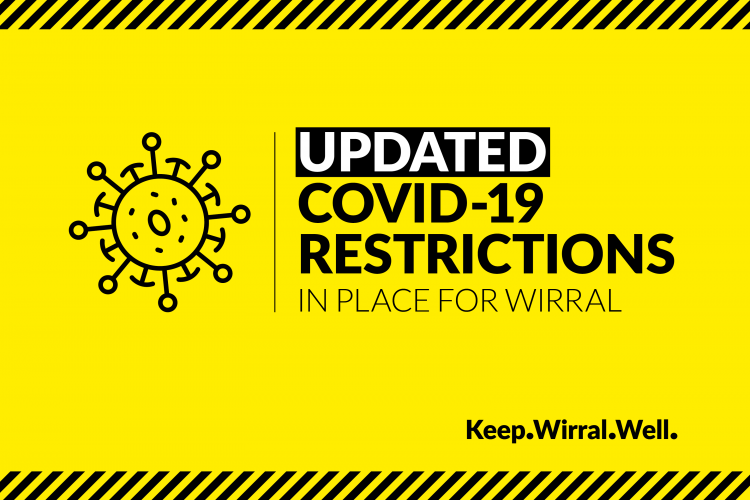 UPDATED
COVID-19
RESTRICTIONS
IN PLACE FOR WIRRAL
Keep.Wirral.Well.